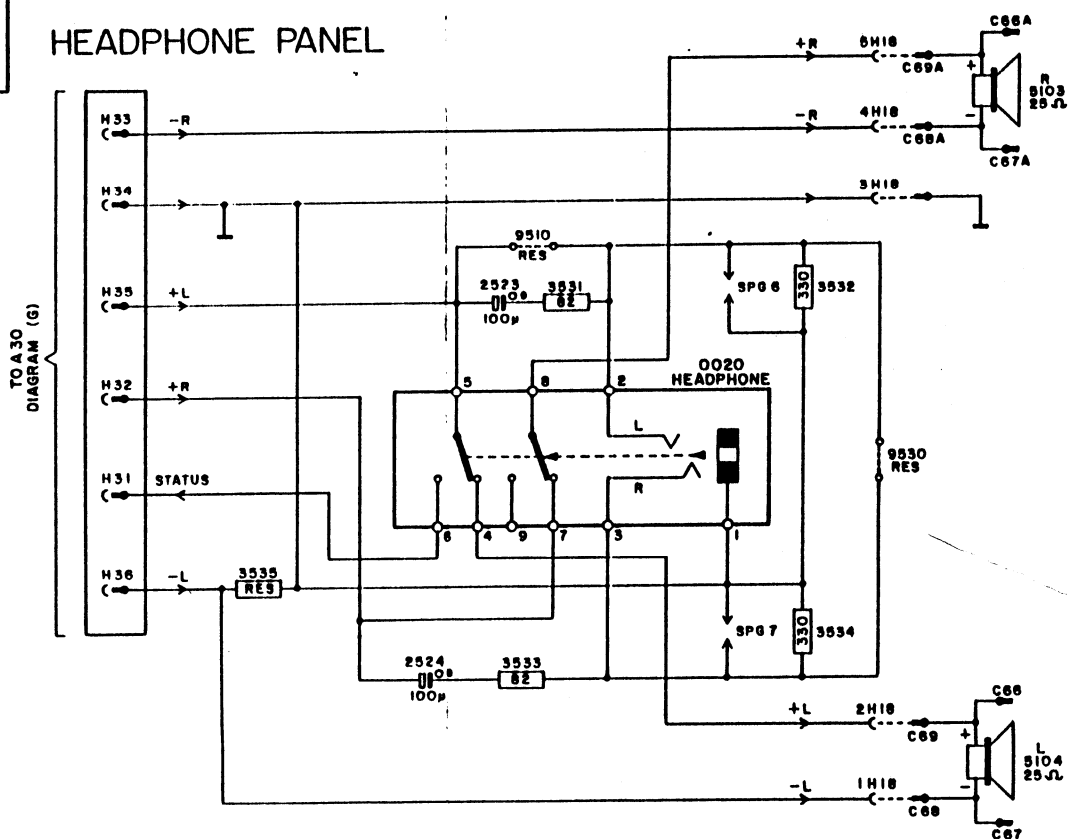 HEADPHONE PANEL
C66A
+R
5H18
C69A
+
R
5103
25Ω
-
H33
-R
-R
4H18
C68A
C67A
H34
3H18
9510
RES
H35
+L
2523
100µ
3531
82
SPG6
330
3532
TO A30
DIAGRAM (G)
0020
HEADPHONE
H32
+R
5
8
2
L
R
9530
RES
H31
STATUS
6
4
9
7
3
1
H36
-L
3535
RES
SPG7
330
3534
2524
100µ
3533
82
C66
+L
2H18
C69
+
L
5104
25Ω
-
-L
1H18
C68
C67